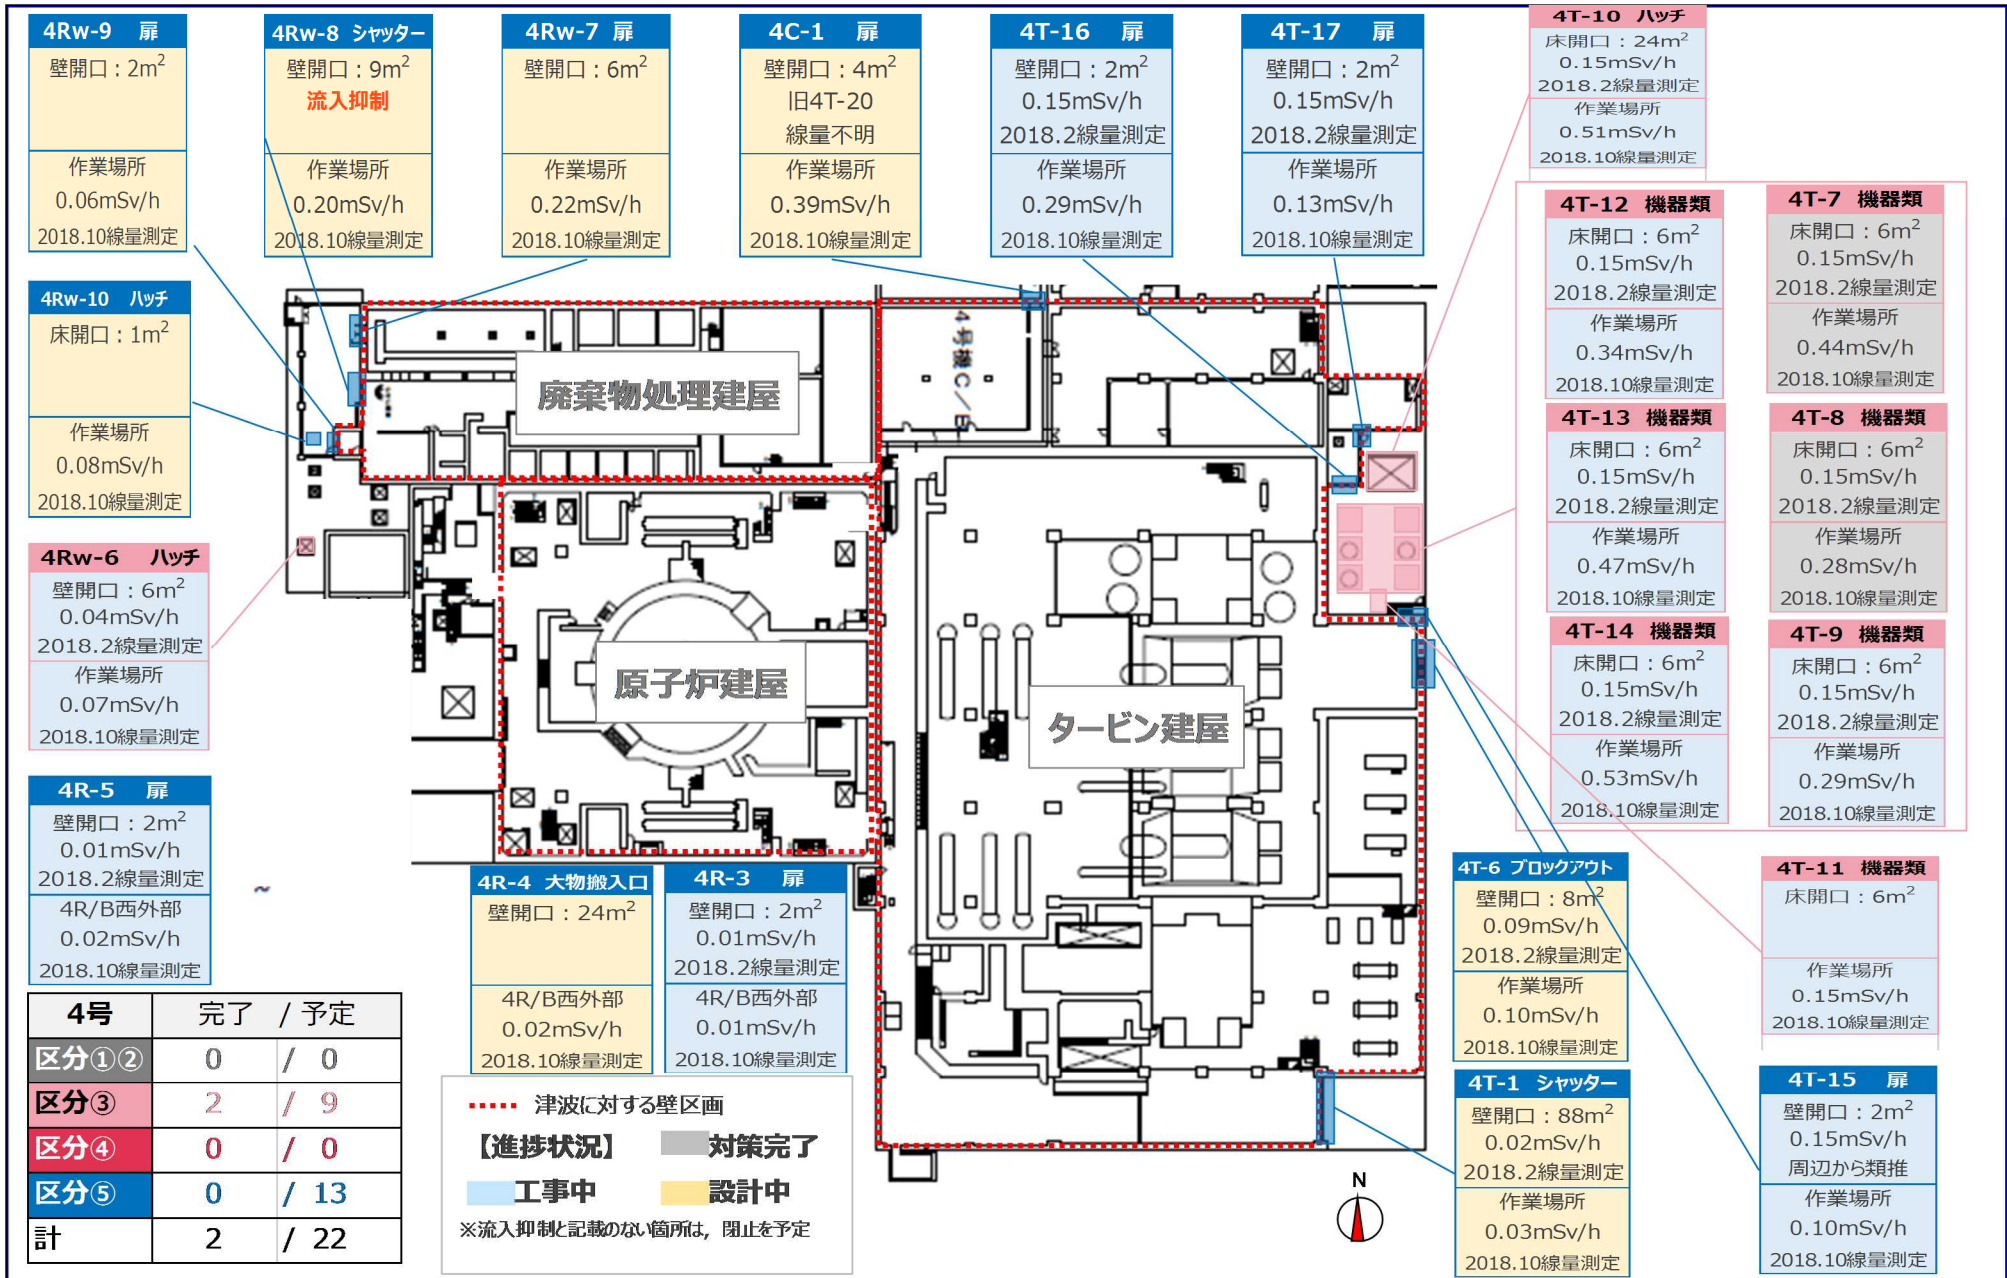 4Rw-9 扉
壁開口：2m²
作業場所
0.06mSv/h
2018.10線量測定
4Rw-8 シャッター
壁開口：9m²
流入抑制
作業場所
0.20mSv/h
2018.10線量測定
4Rw-7 扉
壁開口：6m²
作業場所
0.22mSv/h
2018.10線量測定
4C-1 扉
壁開口：4m²
旧4T-20
線量不明
作業場所
0.39mSv/h
2018.10線量測定
4T-16 扉
壁開口：2m²
0.15mSv/h
2018.2線量測定
作業場所
0.29mSv/h
2018.10線量測定
4T-17 扉
壁開口：2m²
0.15mSv/h
2018.2線量測定
作業場所
0.13mSv/h
2018.10線量測定
4T-10 ハッチ
床開口：24m²
0.15mSv/h
2018.2線量測定
作業場所
0.51mSv/h
2018.10線量測定
4T-12 機器類
床開口：6m²
0.15mSv/h
2018.2線量測定
作業場所
0.34mSv/h
2018.10線量測定
4T-7 機器類
床開口：6m²
0.15mSv/h
2018.2線量測定
作業場所
0.44mSv/h
2018.10線量測定
4T-13 機器類
床開口：6m²
0.15mSv/h
2018.2線量測定
作業場所
0.47mSv/h
2018.10線量測定
4T-8 機器類
床開口：6m²
0.15mSv/h
2018.2線量測定
作業場所
0.28mSv/h
2018.10線量測定
4T-14 機器類
床開口：6m²
0.15mSv/h
2018.2線量測定
作業場所
0.53mSv/h
2018.10線量測定
4T-9 機器類
床開口：6m²
0.15mSv/h
2018.2線量測定
作業場所
0.29mSv/h
2018.10線量測定
4Rw-10 ハッチ
床開口：1m²
作業場所
0.08mSv/h
2018.10線量測定
4Rw-6 ハッチ
壁開口：6m²
0.04mSv/h
2018.2線量測定
作業場所
0.07mSv/h
2018.10線量測定
4R-5 扉
壁開口：2m²
0.01mSv/h
2018.2線量測定
4R/B西外部
0.02mSv/h
2018.10線量測定
~
廃棄物処理建屋
4号機C/B
原子炉建屋
タービン建屋
4R-4 大物搬入口
壁開口：24m²
4R/B西外部
0.02mSv/h
2018.10線量測定
4R-3 扉
壁開口：2m²
0.01mSv/h
2018.2線量測定
4R/B西外部
0.01mSv/h
2018.10線量測定
4T-6 ブロックアウト
壁開口：8m²
0.09mSv/h
2018.2線量測定
作業場所
0.10mSv/h
2018.10線量測定
4T-11 機器類
床開口：6m²
作業場所
0.15mSv/h
2018.10線量測定
4T-1 シャッター
壁開口：88m²
0.02mSv/h
2018.2線量測定
作業場所
0.03mSv/h
2018.10線量測定
4T-15 扉
壁開口：2m²
0.15mSv/h
周辺から類推
作業場所
0.10mSv/h
2018.10線量測定
4号 完了 / 予定
区分①② 0 / 0
区分③ 2 / 9
区分④ 0 / 0
区分⑤ 0 / 13
計 2 / 22
津波に対する壁区画
【進捗状況】 対策完了
工事中 設計中
※流入抑制と記載のない箇所は，閉止を予定
N